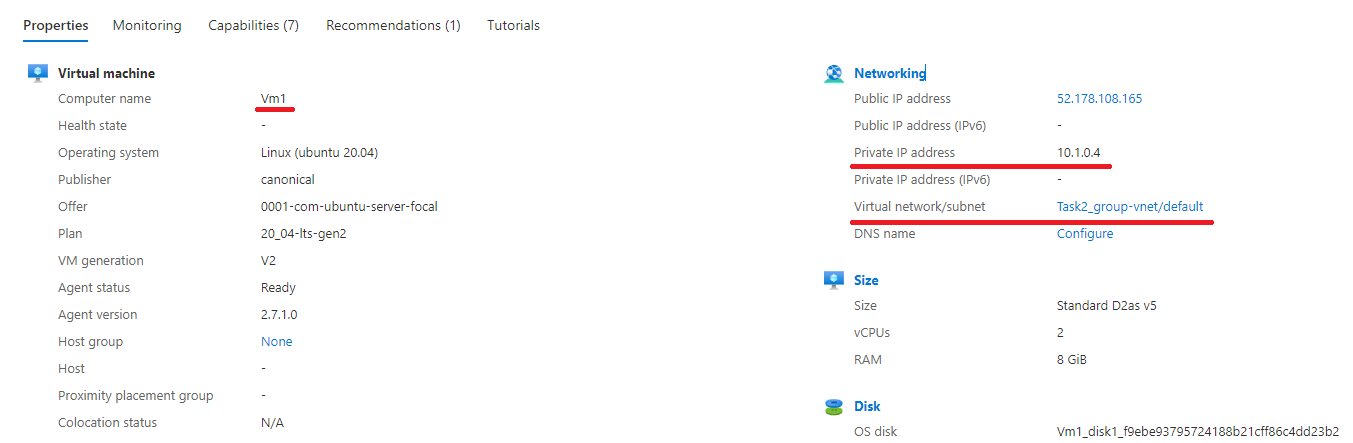 Properties Monitoring Capabilities (7) Recommendations (1) Tutorials
Virtual machine
Computer name Vm1
Health state -
Operating system Linux (ubuntu 20.04)
Publisher canonical
Offer 0001-com-ubuntu-server-focal
Plan 20_04-lts-gen2
VM generation V2
Agent status Ready
Agent version 2.7.1.0
Host group None
Host -
Proximity placement group -
Colocation status N/A
Networking
Public IP address 52.178.108.165
Public IP address (IPv6) -
Private IP address 10.1.0.4
Private IP address (IPv6) -
Virtual network/subnet Task2_group-vnet/default
DNS name Configure
Size
Size Standard D2as v5
vCPUs 2
RAM 8 GiB
Disk
OS disk Vm1_disk1_f9ebe93795724188b21cff86c4dd23b2